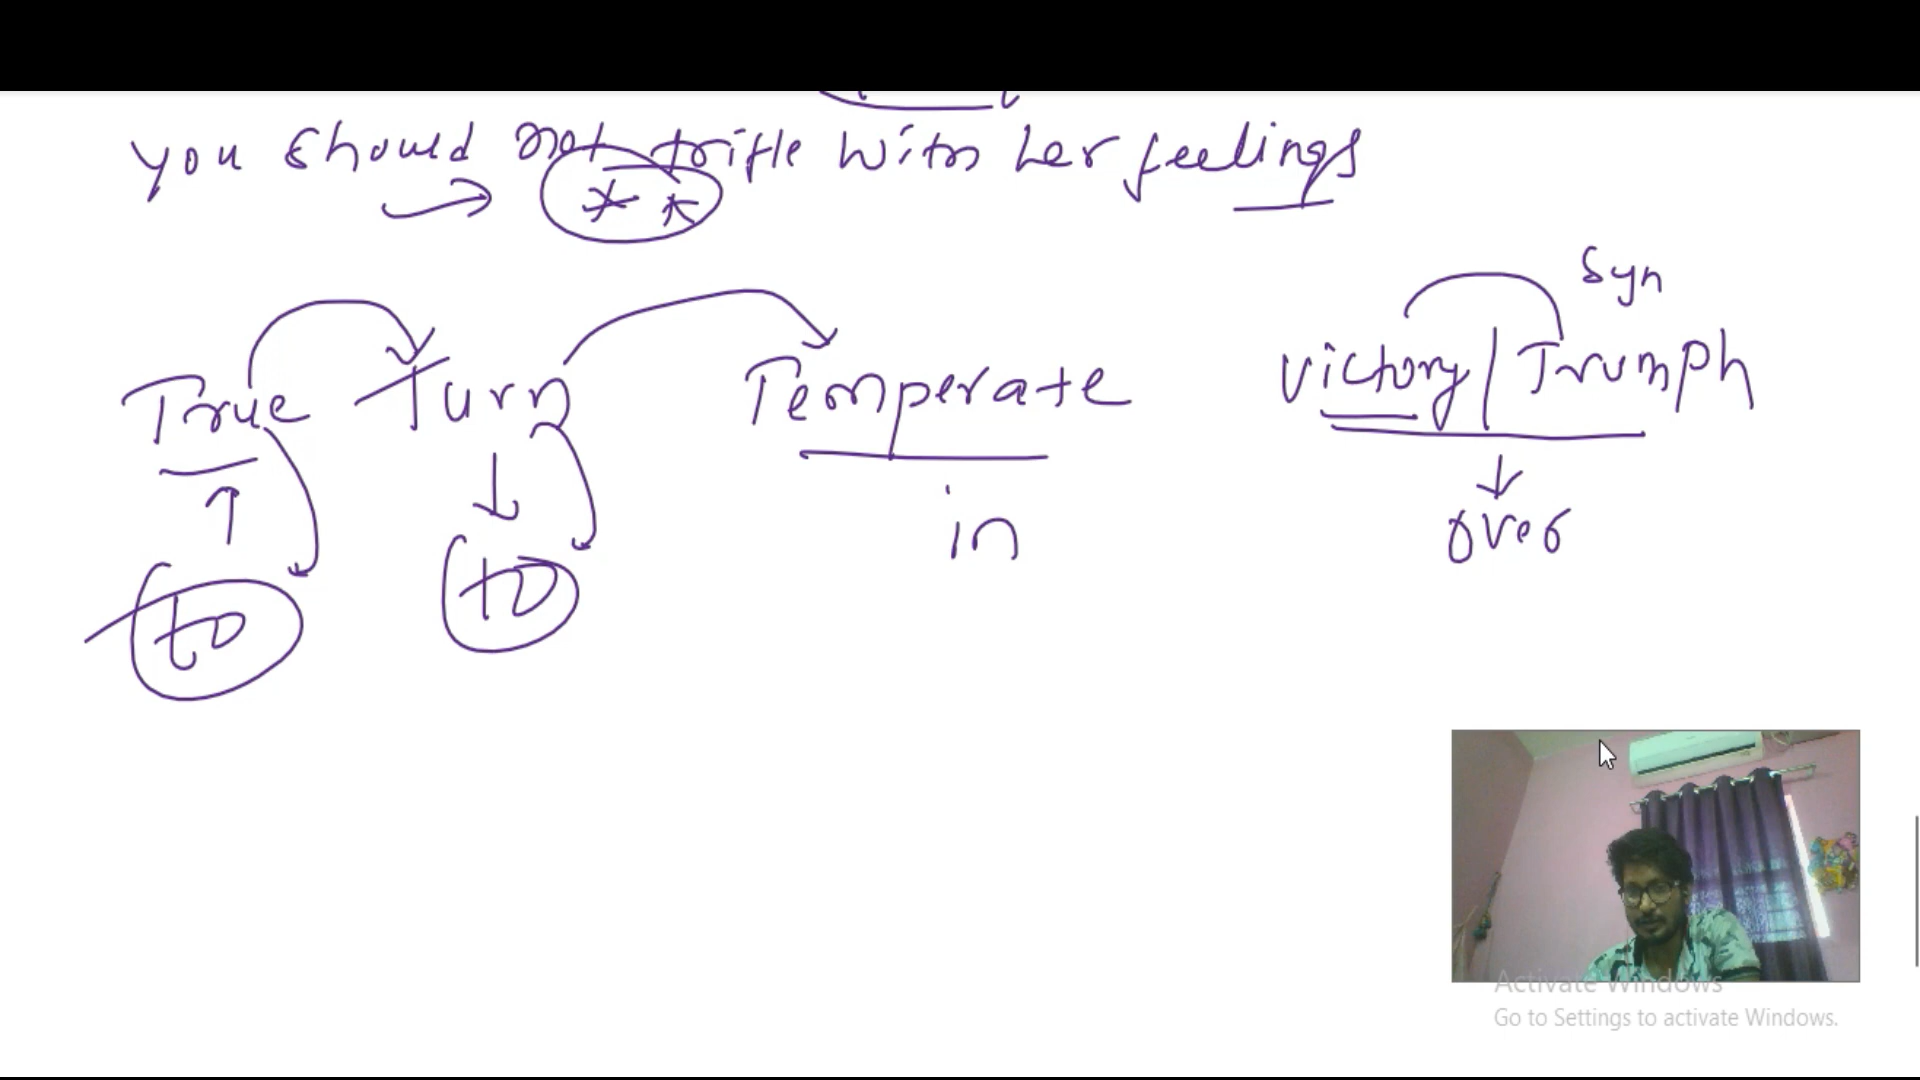 you should not trifle with her feelings
Syn
True Turn Temperate Victory / Trumph
to to in over
Activate Windows
Go to Settings to activate Windows.